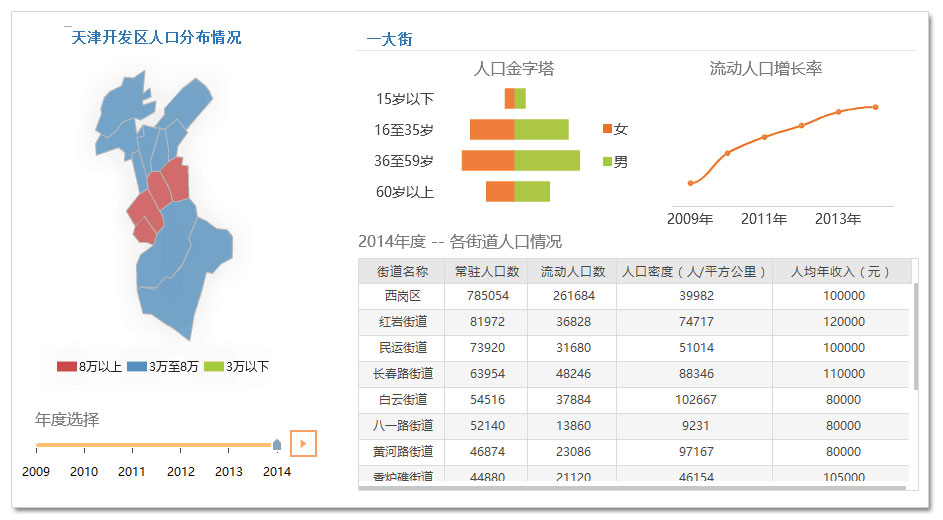 天津开发区人口分布情况
8万以上 3万至8万 3万以下
年度选择
2009 2010 2011 2012 2013 2014
一大街
人口金字塔
15岁以下
16至35岁
36至59岁
60岁以上
女
男
流动人口增长率
2009年 2011年 2013年
2014年度 -- 各街道人口情况
街道名称 常驻人口数 流动人口数 人口密度（人/平方公里） 人均年收入（元）
西岗区 785054 261684 39982 100000
红岩街道 81972 36828 74717 120000
民运街道 73920 31680 51014 100000
长春路街道 63954 48246 88346 110000
白云街道 54516 37884 102667 80000
八一路街道 52140 13860 9231 80000
黄河路街道 46874 23086 97167 80000
香炉礁街道 44880 21120 46154 105000